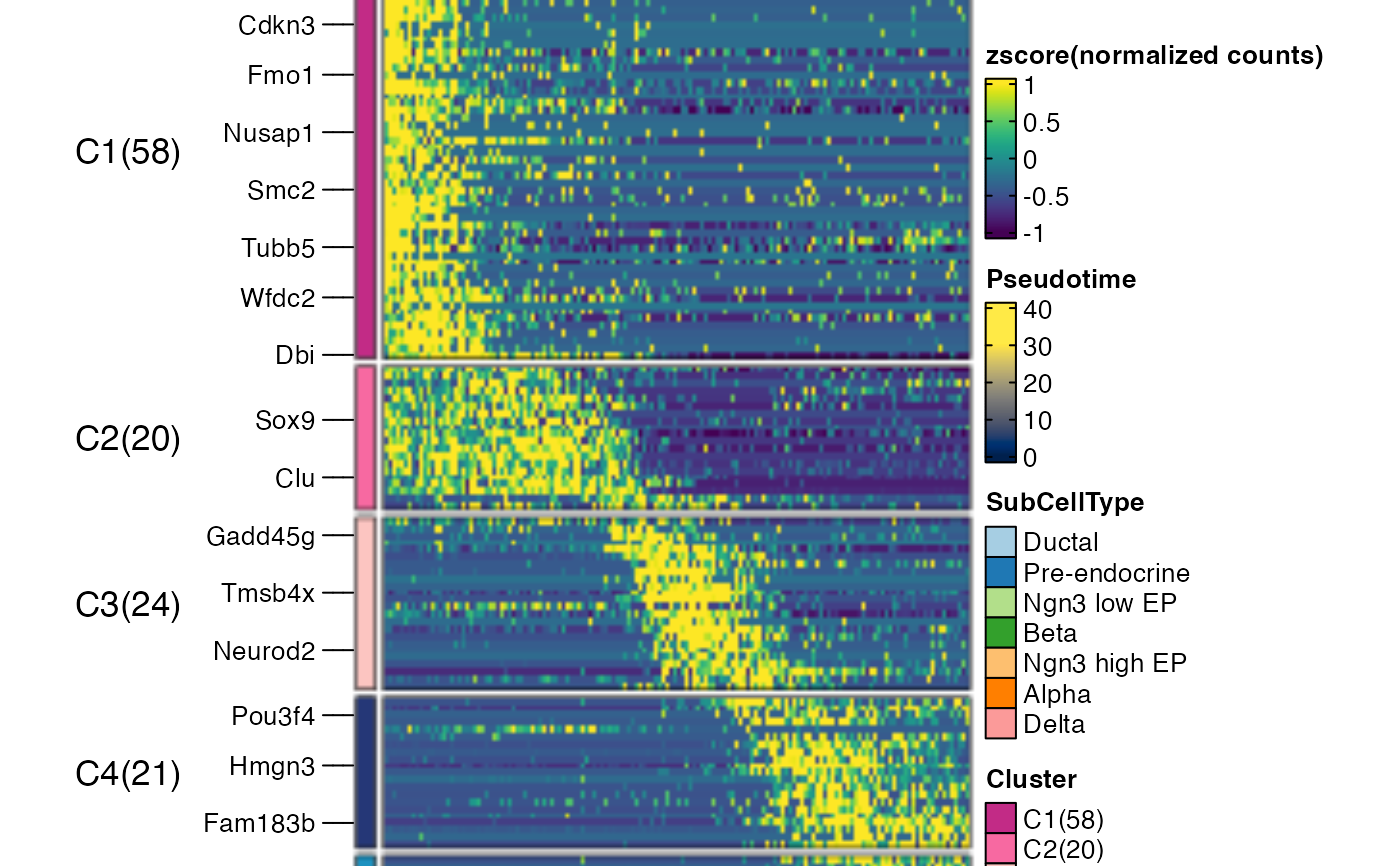 Cdkn3
Fmo1
Nusap1
Smc2
Tubb5
Wfdc2
Dbi
C1(58)
Sox9
Clu
C2(20)
Gadd45g
Tmsb4x
Neurod2
C3(24)
Pou3f4
Hmgn3
Fam183b
C4(21)
zscore(normalized counts)
1
0.5
0
-0.5
-1
Pseudotime
40
30
20
10
0
SubCellType
Ductal
Pre-endocrine
Ngn3 low EP
Beta
Ngn3 high EP
Alpha
Delta
Cluster
C1(58)
C2(20)